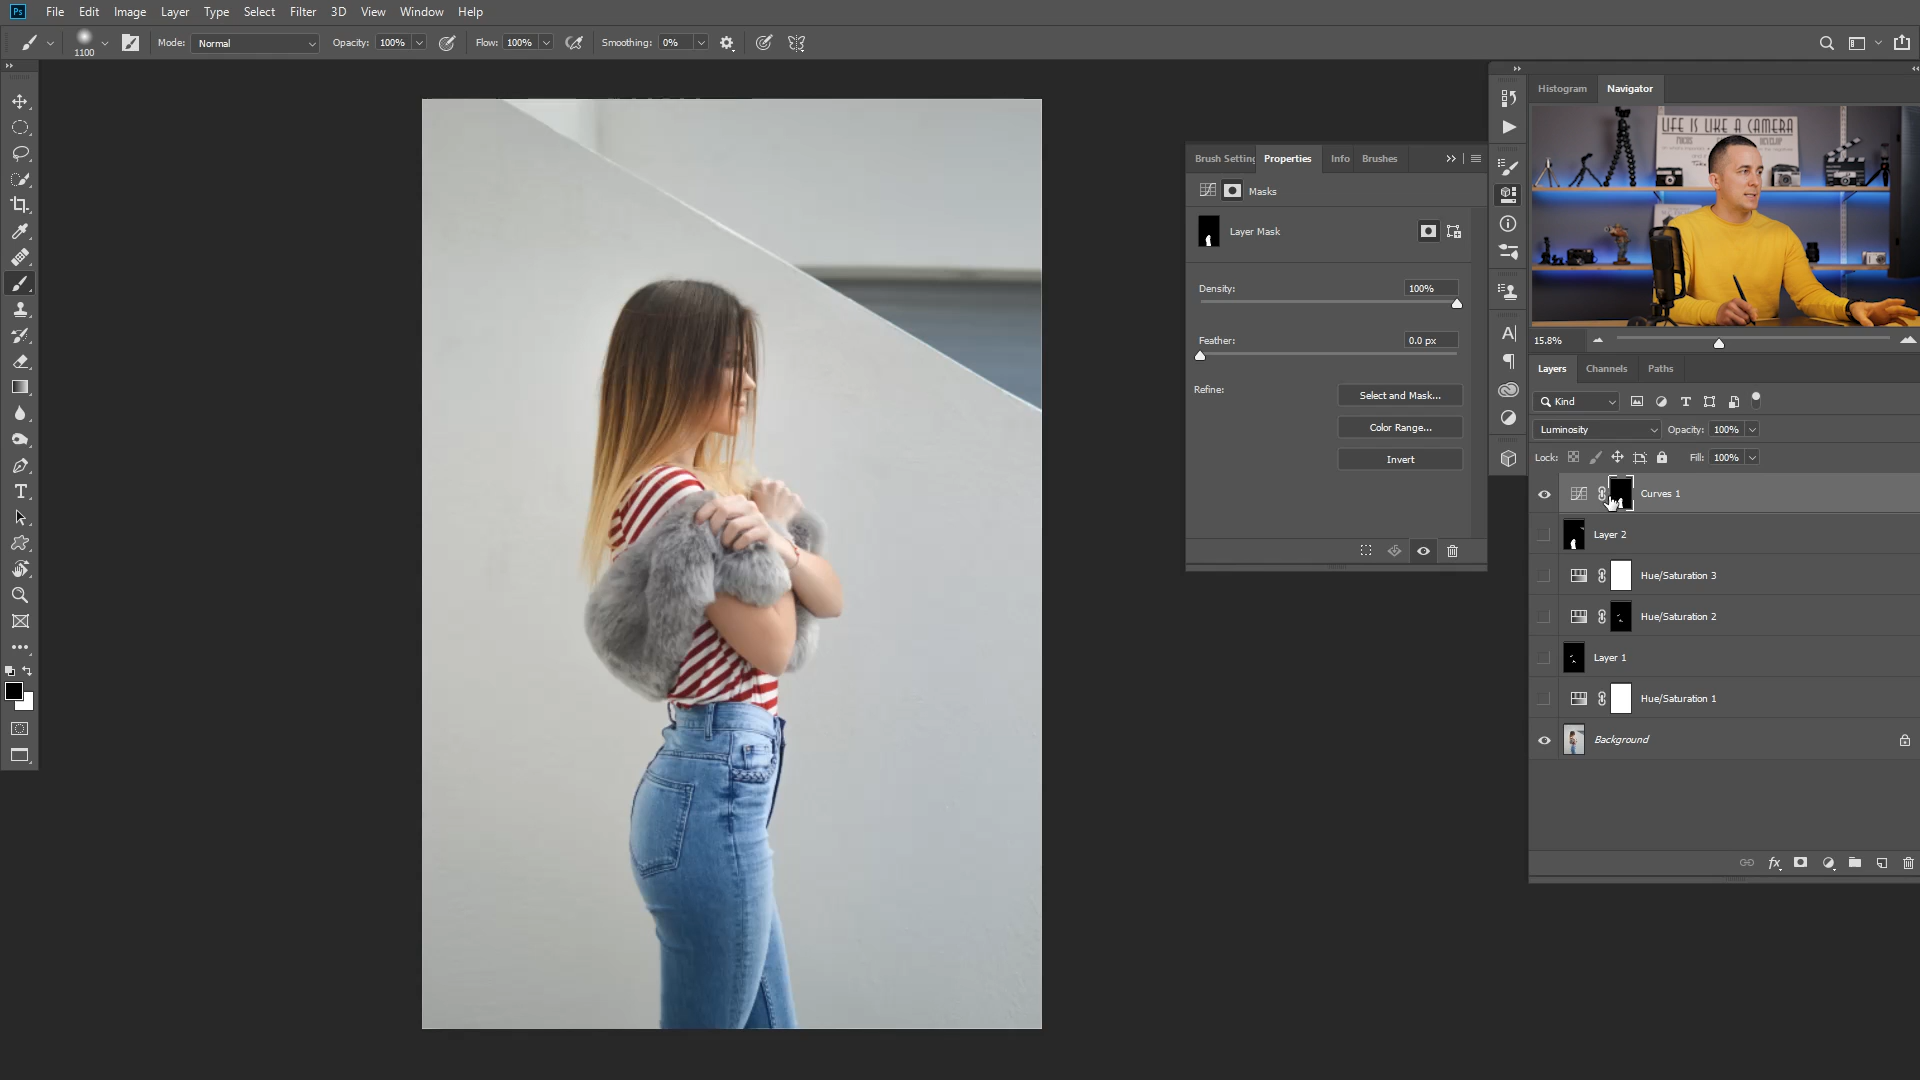 Ps File Edit Image Layer Type Select Filter 3D View Window Help
1100 Mode: Normal Opacity: 100% Flow: 100% Smoothing: 0%
Histogram Navigator
LIFE IS LIKE A CAMERA
15.8%
Brush Setting Properties Info Brushes
Masks
Layer Mask
Density: 100%
Feather: 0.0 px
Refine: Select and Mask...
Color Range...
Invert
Layers Channels Paths
Kind
Luminosity Opacity: 100%
Lock: Fill: 100%
Curves 1
Layer 2
Hue/Saturation 3
Hue/Saturation 2
Layer 1
Hue/Saturation 1
Background